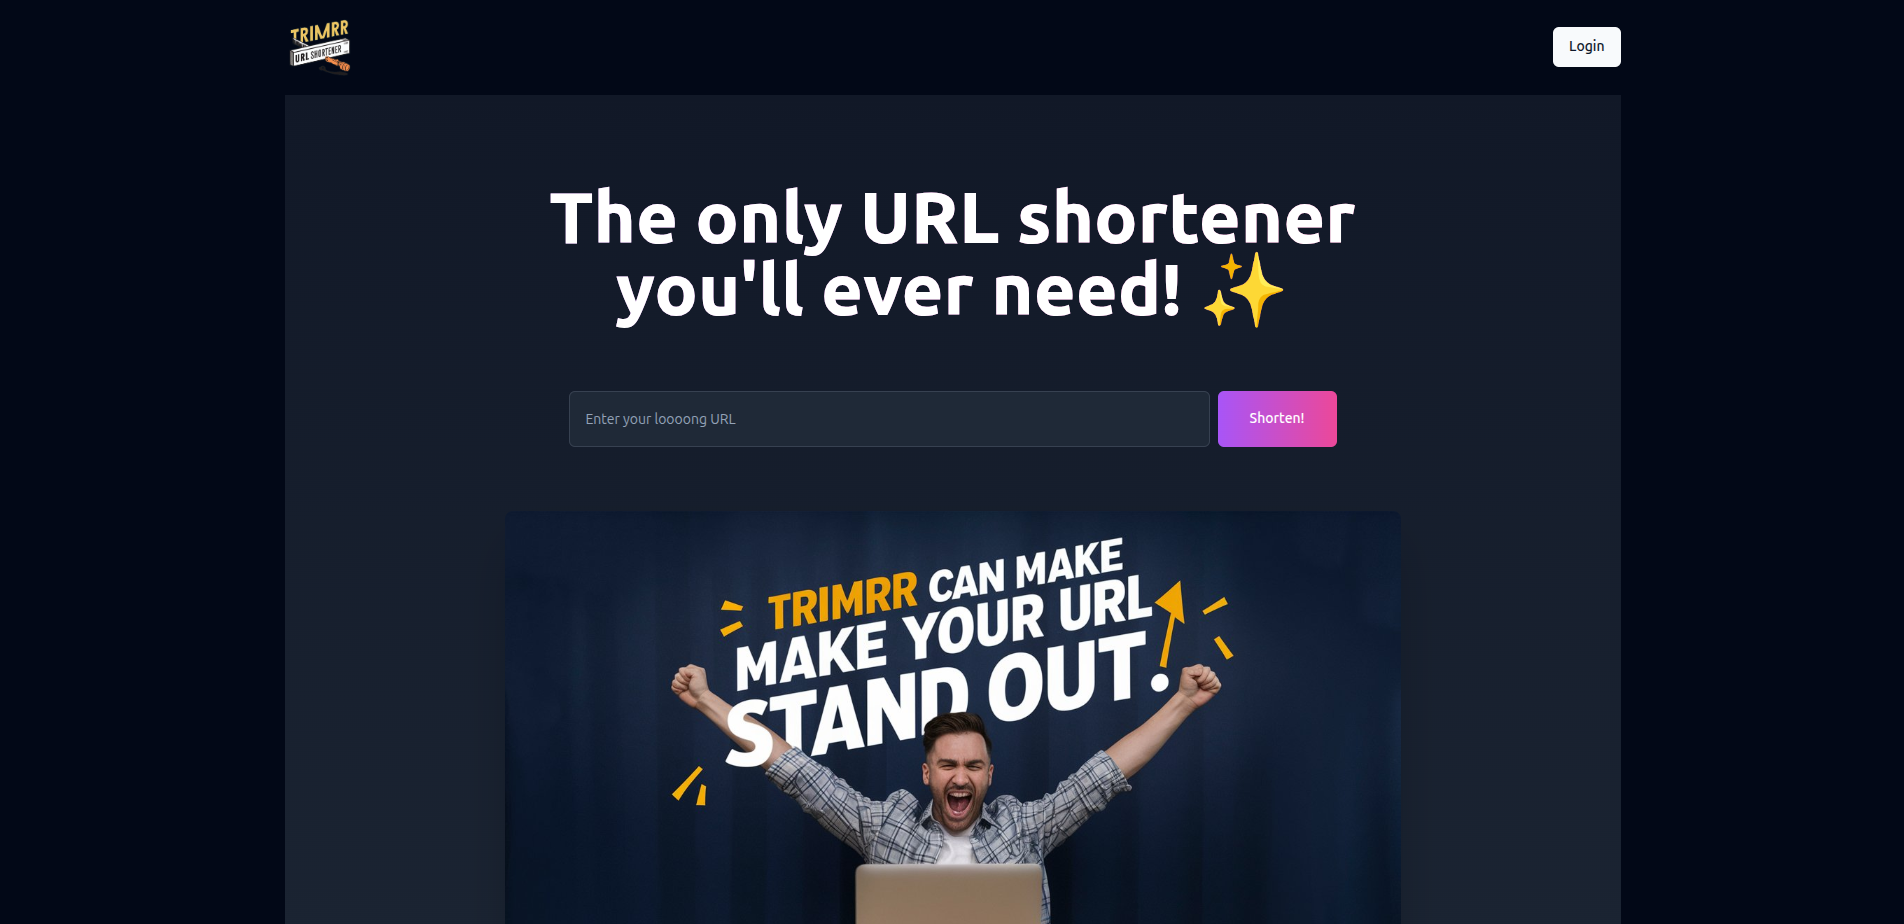 TRIMRR
URL SHORTENER
Login
The only URL shortener
you'll ever need! ✨
Enter your loooong URL
Shorten!
TRIMRR CAN MAKE
MAKE YOUR URL
STAND OUT.